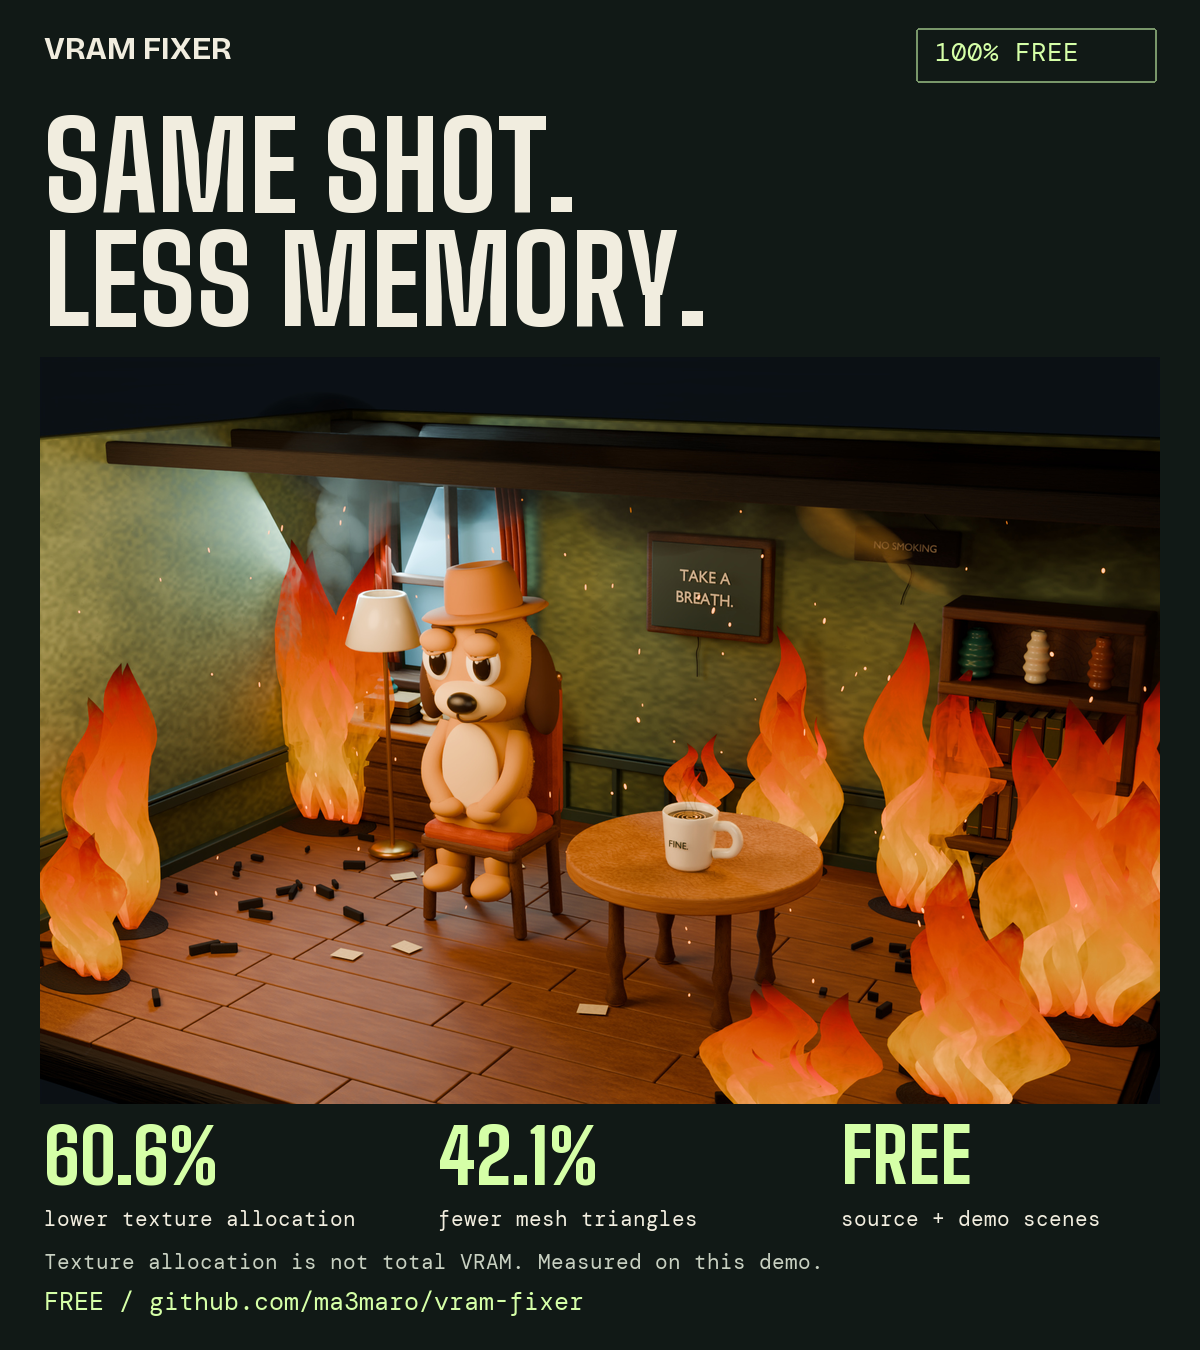 VRAM FIXER
100% FREE
SAME SHOT.
LESS MEMORY.
NO SMOKING
TAKE A
BREATH.
FINE.
60.6%
lower texture allocation
42.1%
fewer mesh triangles
FREE
source + demo scenes
Texture allocation is not total VRAM. Measured on this demo.
FREE / github.com/ma3maro/vram-fixer